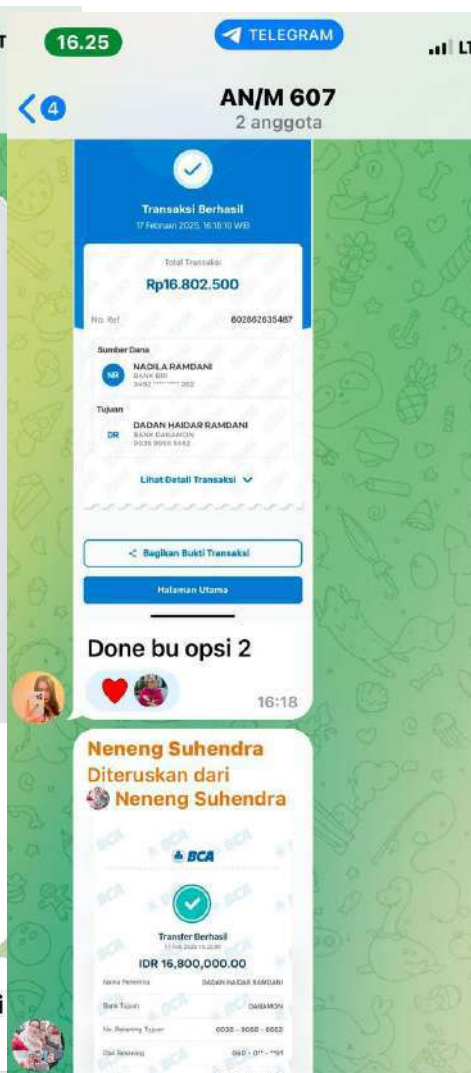 16.25
TELEGRAM
4
AN/M 607
2 anggota
Transaksi Berhasil
17 Februari 2025, 16:18:10 WIB
Total Transaksi
Rp16.802.500
No. Ref
802862635487
Sumber Dana
NR
NADILA RAMDANI
BANK BRI
Tujuan
DR
DADAN HAIDAR RAMDANI
BANK DANAMON
Lihat Detail Transaksi
Bagikan Bukti Transaksi
Halaman Utama
Done bu opsi 2
16:18
Neneng Suhendra
Diteruskan dari
Neneng Suhendra
BCA
Transfer Berhasil
IDR 16,800,000.00
Nama Penerima
DADAN HAIDAR RAMDANI
Bank Tujuan
DANAMON
No. Rekening Tujuan
Dari Rekening